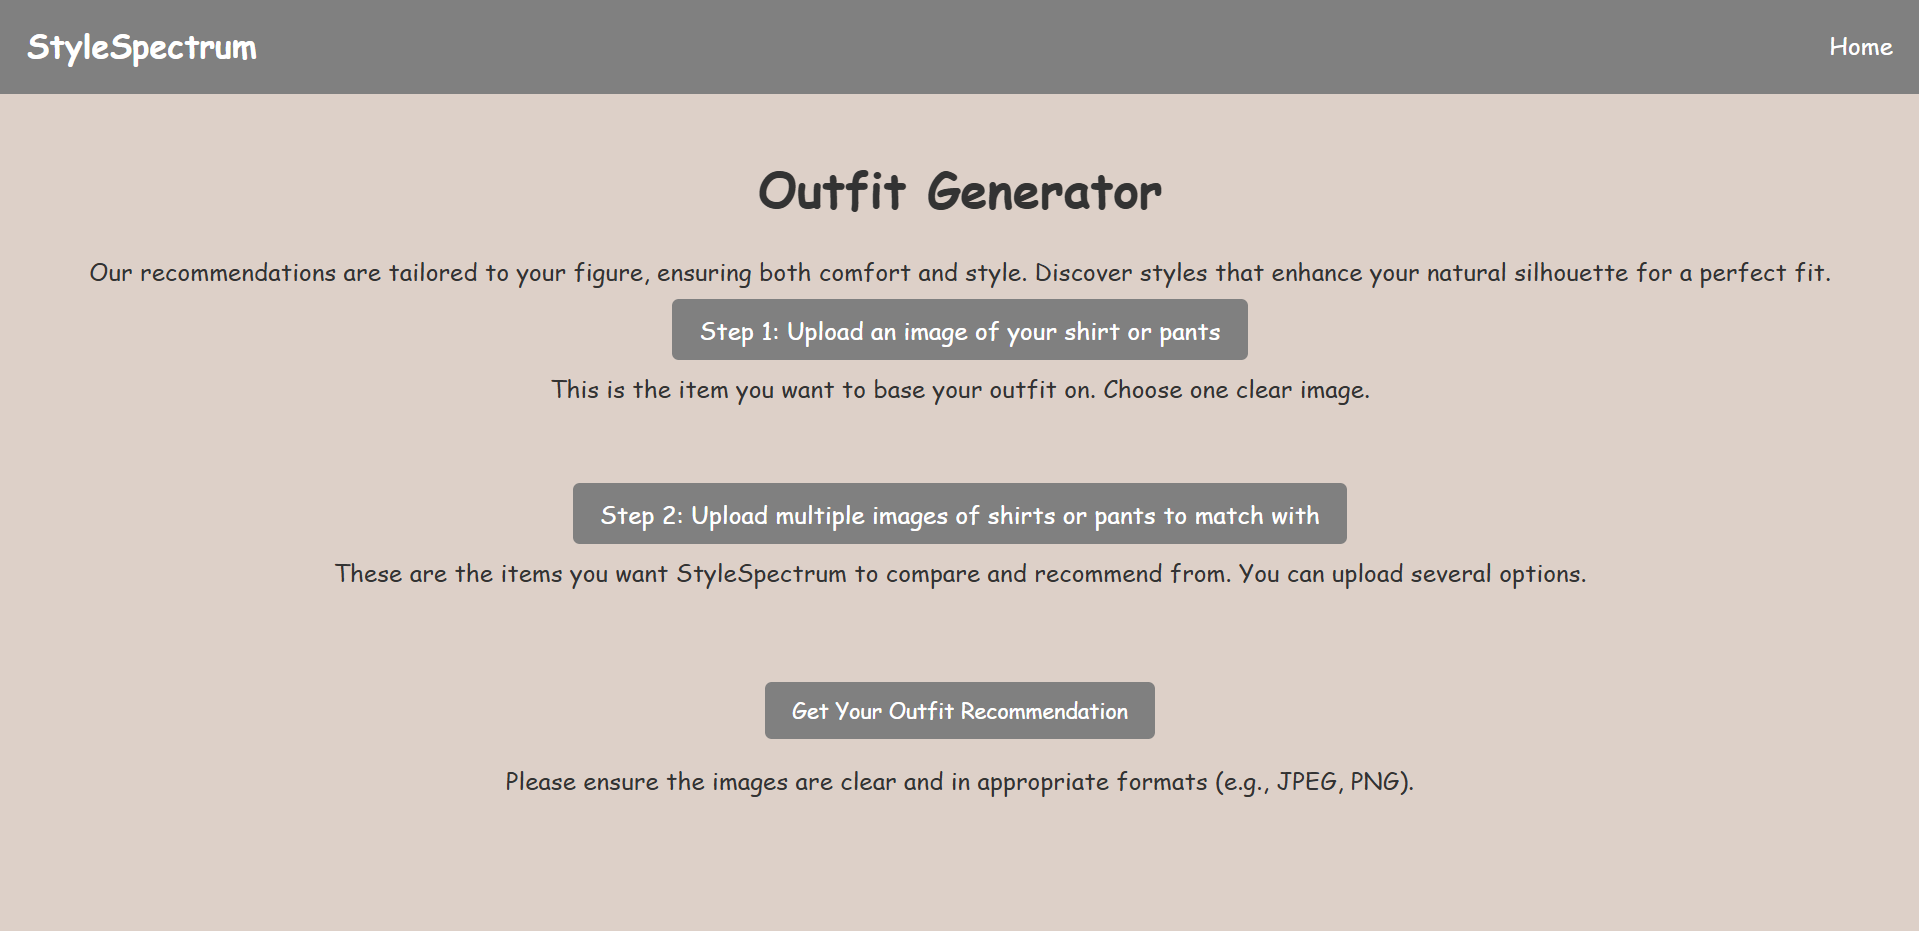 StyleSpectrum
Home
Outfit Generator
Our recommendations are tailored to your figure, ensuring both comfort and style. Discover styles that enhance your natural silhouette for a perfect fit.
Step 1: Upload an image of your shirt or pants
This is the item you want to base your outfit on. Choose one clear image.
Step 2: Upload multiple images of shirts or pants to match with
These are the items you want StyleSpectrum to compare and recommend from. You can upload several options.
Get Your Outfit Recommendation
Please ensure the images are clear and in appropriate formats (e.g., JPEG, PNG).